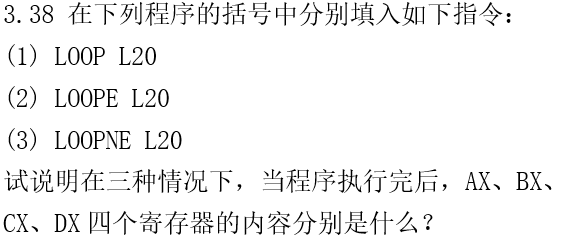 3.38 在下列程序的括号中分别填入如下指令：
(1) LOOP L20
(2) LOOPE L20
(3) LOOPNE L20
试说明在三种情况下，当程序执行完后，AX、BX、
CX、DX 四个寄存器的内容分别是什么？